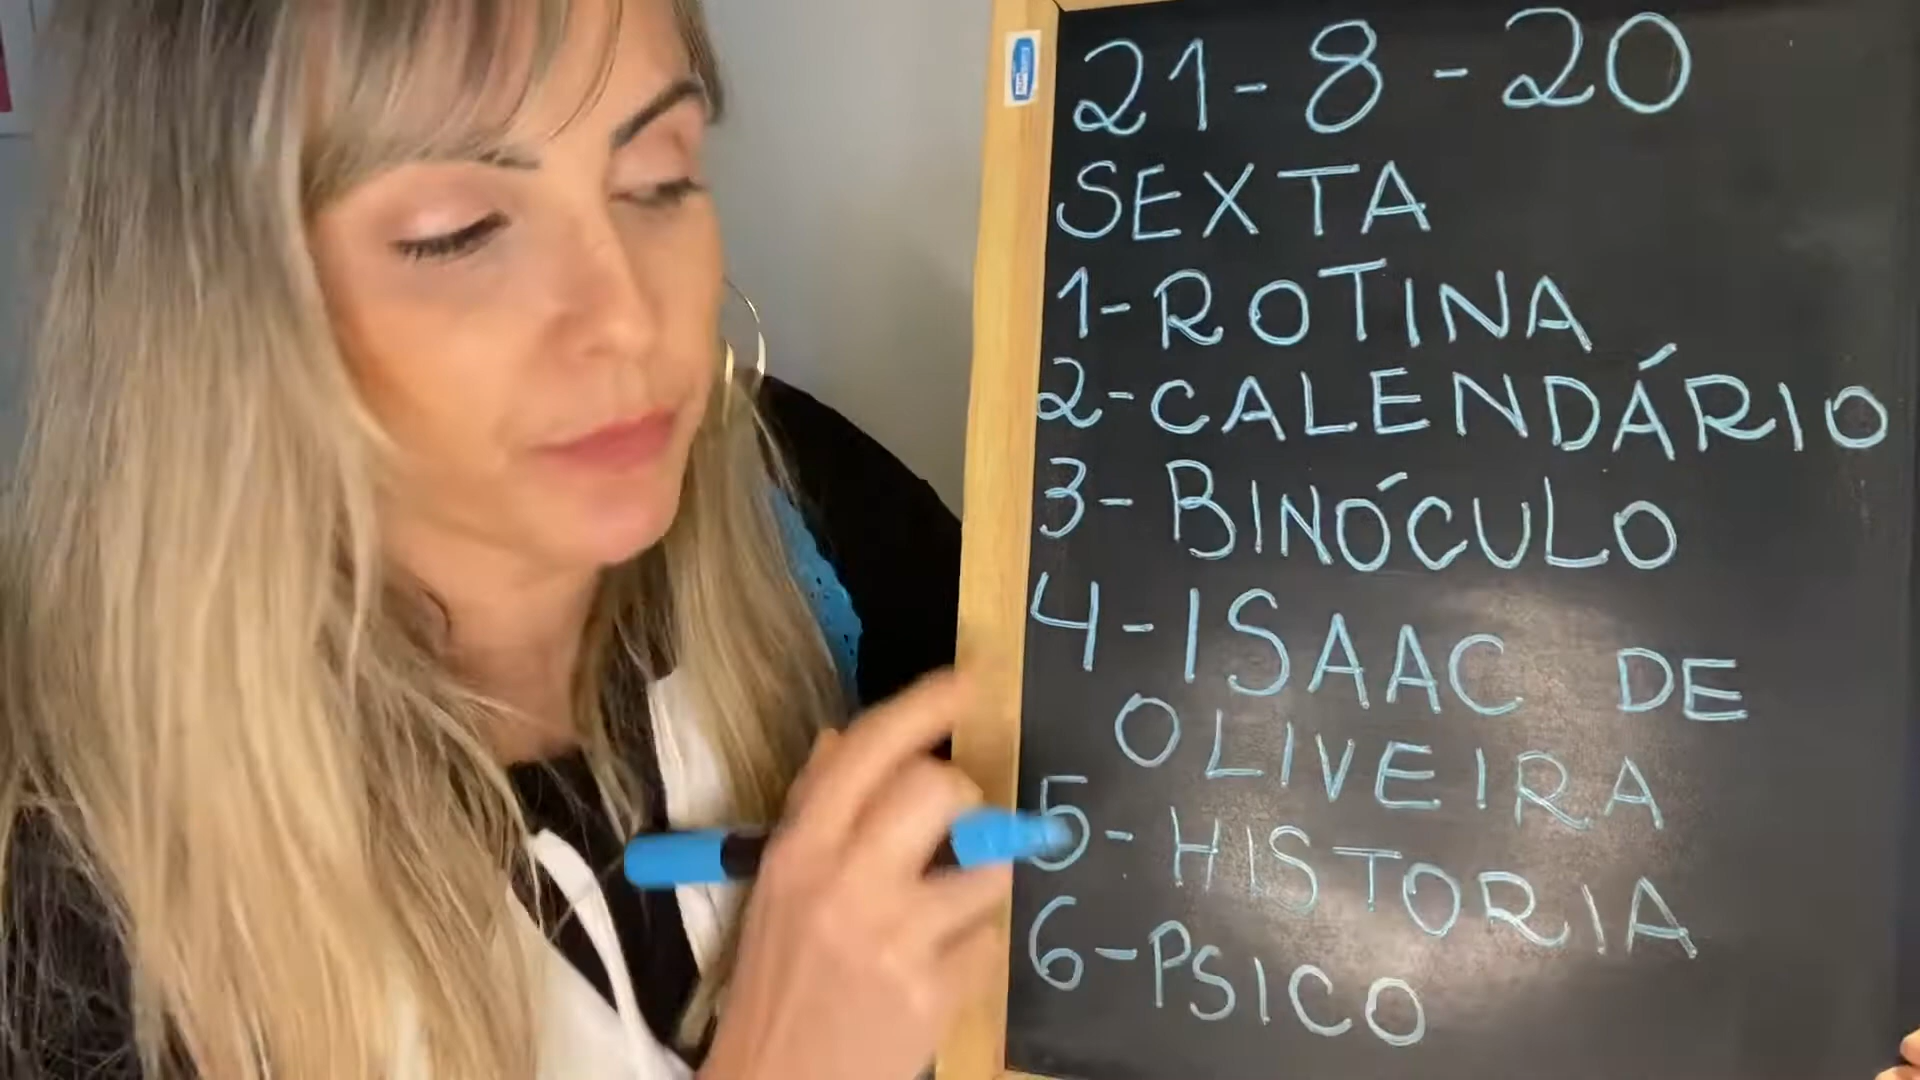 21-8-20
SEXTA
1-ROTINA
2-CALENDÁRIO
3-BINÓCULO
4-ISAAC DE
OLIVEIRA
5-HISTORIA
6-PSICO